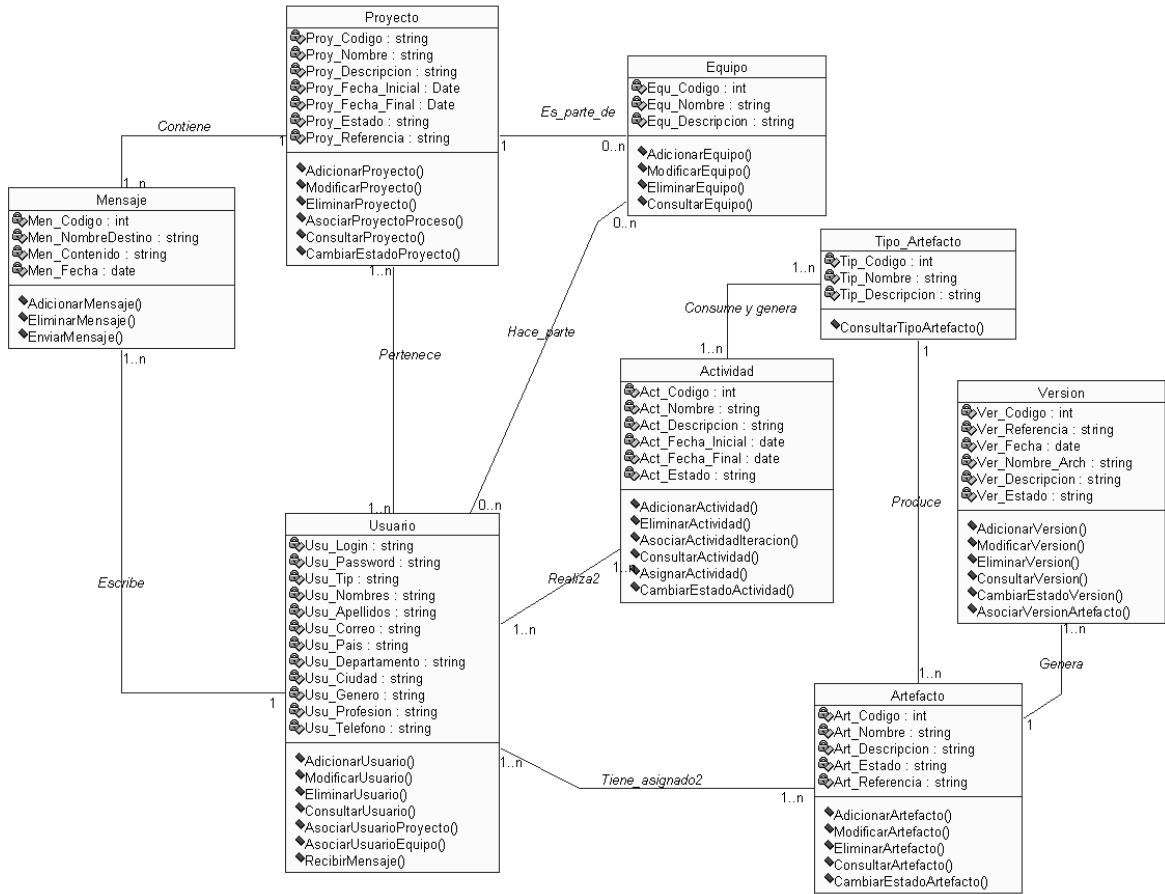 Proyecto
Proy_Codigo : string
Proy_Nombre : string
Proy_Descripcion : string
Proy_Fecha_Inicial : Date
Proy_Fecha_Final : Date
Proy_Estado : string
Proy_Referencia : string
AdicionarProyecto()
ModificarProyecto()
EliminarProyecto()
AsociarProyectoProceso()
ConsultarProyecto()
CambiarEstadoProyecto()
Contiene
1
1..n
Es_parte_de
1
0..n
Equipo
Equ_Codigo : int
Equ_Nombre : string
Equ_Descripcion : string
AdicionarEquipo()
ModificarEquipo()
EliminarEquipo()
ConsultarEquipo()
0..n
Mensaje
Men_Codigo : int
Men_NombreDestino : string
Men_Contenido : string
Men_Fecha : date
AdicionarMensaje()
EliminarMensaje()
EnviarMensaje()
1..n
1..n
Pertenece
1..n
Hace_parte
0..n
Tipo_Artefacto
Tip_Codigo : int
Tip_Nombre : string
Tip_Descripcion : string
ConsultarTipoArtefacto()
1..n
Consume y genera
1..n
1
Actividad
Act_Codigo : int
Act_Nombre : string
Act_Descripcion : string
Act_Fecha_Inicial : date
Act_Fecha_Final : date
Act_Estado : string
AdicionarActividad()
EliminarActividad()
AsociarActividadIteracion()
ConsultarActividad()
AsignarActividad()
CambiarEstadoActividad()
Version
Ver_Codigo : int
Ver_Referencia : string
Ver_Fecha : date
Ver_Nombre_Arch : string
Ver_Descripcion : string
Ver_Estado : string
AdicionarVersion()
ModificarVersion()
EliminarVersion()
ConsultarVersion()
CambiarEstadoVersion()
AsociarVersionArtefacto()
Produce
1..n
1..n
Genera
1
Escribe
1
Usuario
Usu_Login : string
Usu_Password : string
Usu_Tip : string
Usu_Nombres : string
Usu_Apellidos : string
Usu_Correo : string
Usu_Pais : string
Usu_Departamento : string
Usu_Ciudad : string
Usu_Genero : string
Usu_Profesion : string
Usu_Telefono : string
AdicionarUsuario()
ModificarUsuario()
EliminarUsuario()
ConsultarUsuario()
AsociarUsuarioProyecto()
AsociarUsuarioEquipo()
RecibirMensaje()
Realiza2
1..n
1..n
1..n
Tiene_asignado2
1..n
Artefacto
Art_Codigo : int
Art_Nombre : string
Art_Descripcion : string
Art_Estado : string
Art_Referencia : string
AdicionarArtefacto()
ModificarArtefacto()
EliminarArtefacto()
ConsultarArtefacto()
CambiarEstadoArtefacto()